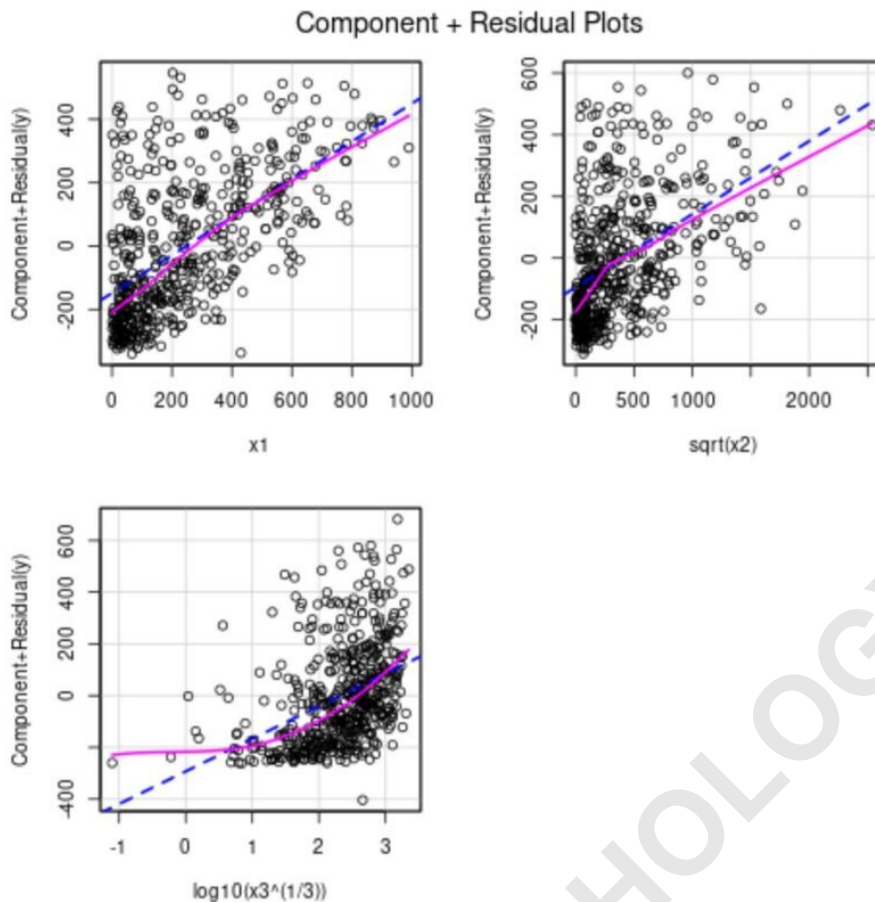 Component + Residual Plots
Component+Residual(y)
400
200
0
-200
0 200 400 600 800 1000
x1
Component+Residual(y)
600
400
200
0
-200
0 500 1000 2000
sqrt(x2)
Component+Residual(y)
600
400
200
0
-400
-1 0 1 2 3
log10(x3^(1/3))
HOLOG